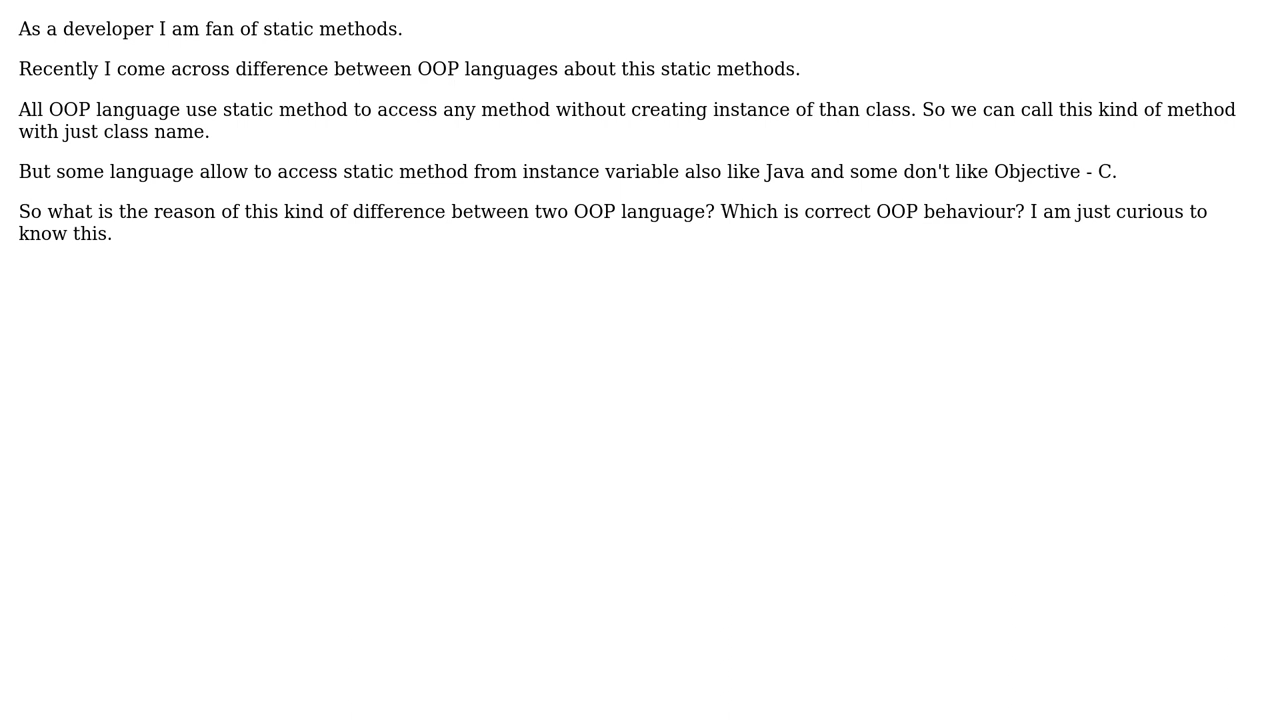 As a developer I am fan of static methods.
Recently I come across difference between OOP languages about this static methods.
All OOP language use static method to access any method without creating instance of than class. So we can call this kind of method
with just class name.
But some language allow to access static method from instance variable also like Java and some don't like Objective - C.
So what is the reason of this kind of difference between two OOP language? Which is correct OOP behaviour? I am just curious to
know this.